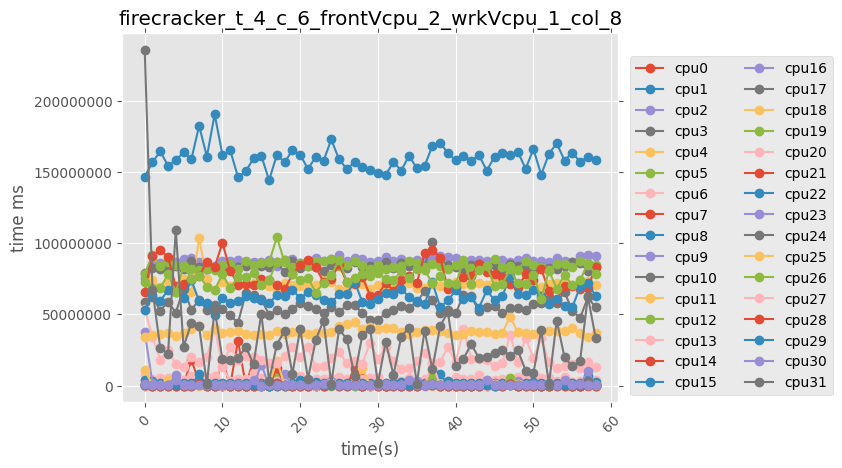 firecracker_t_4_c_6_frontVcpu_2_wrkVcpu_1_col_8
time ms
200000000
150000000
100000000
50000000
0
0
10
20
30
40
50
60
time(s)
cpu0
cpu1
cpu2
cpu3
cpu4
cpu5
cpu6
cpu7
cpu8
cpu9
cpu10
cpu11
cpu12
cpu13
cpu14
cpu15
cpu16
cpu17
cpu18
cpu19
cpu20
cpu21
cpu22
cpu23
cpu24
cpu25
cpu26
cpu27
cpu28
cpu29
cpu30
cpu31